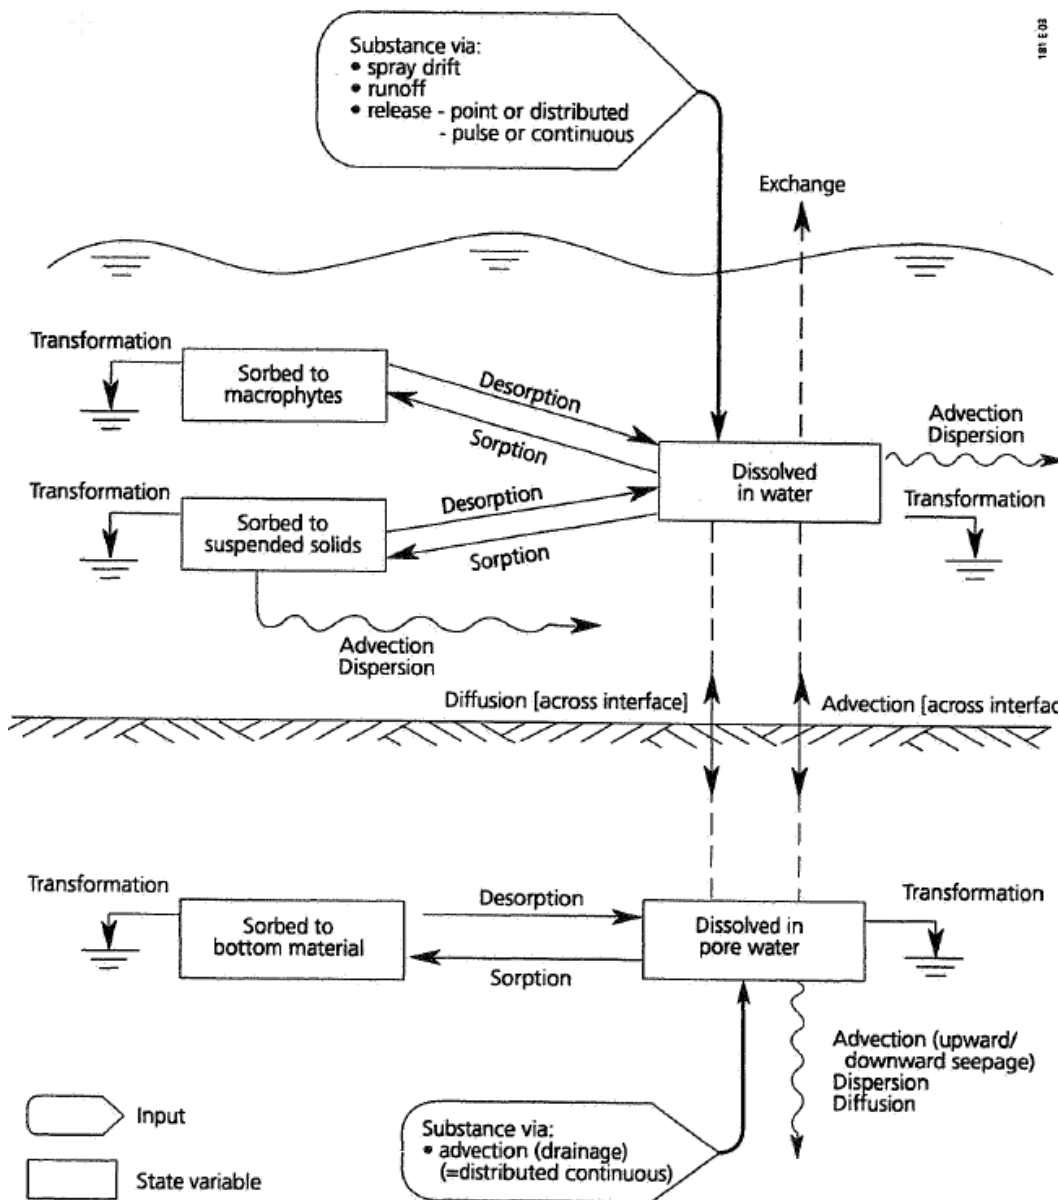 181 E 03
Substance via:
• spray drift
• runoff
• release - point or distributed
- pulse or continuous
Exchange
Transformation
Sorbed to
macrophytes
Desorption
Sorption
Advection
Dispersion
Dissolved
in water
Transformation
Transformation
Sorbed to
suspended solids
Desorption
Sorption
Advection
Dispersion
Diffusion [across interface]
Advection [across interfac
Transformation
Sorbed to
bottom material
Desorption
Sorption
Dissolved in
pore water
Transformation
Advection (upward/
downward seepage)
Dispersion
Diffusion
Substance via:
• advection (drainage)
(=distributed continuous)
Input
State variable